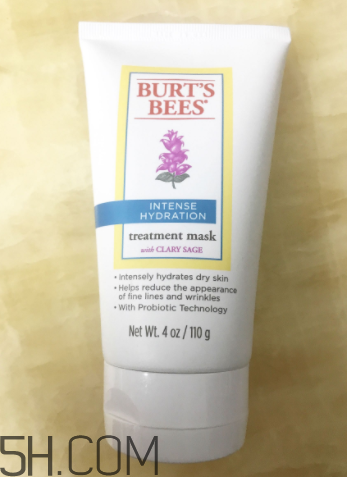 BURT'S
BEES®
INTENSE
HYDRATION
treatment mask
with CLARY SAGE
• Intensely hydrates dry skin
• Helps reduce the appearance
of fine lines and wrinkles
• With Probiotic Technology
Net Wt. 4 oz / 110 g
5H.COM